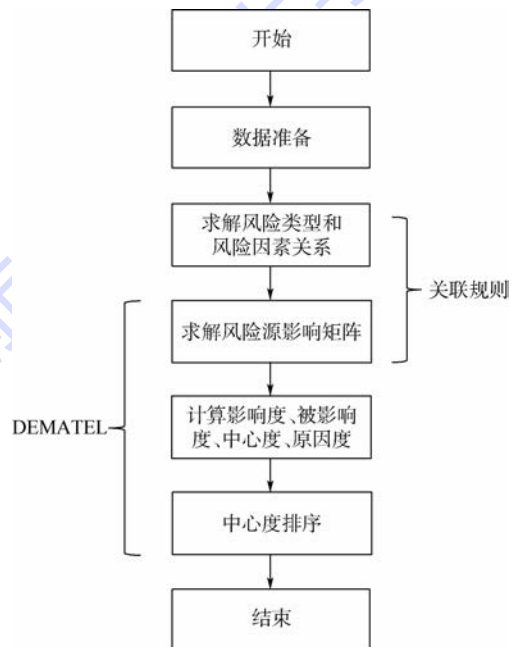 开始
数据准备
求解风险类型和
风险因素关系
关联规则
求解风险源影响矩阵
计算影响度、被影响
度、中心度、原因度
DEMATEL
中心度排序
结束